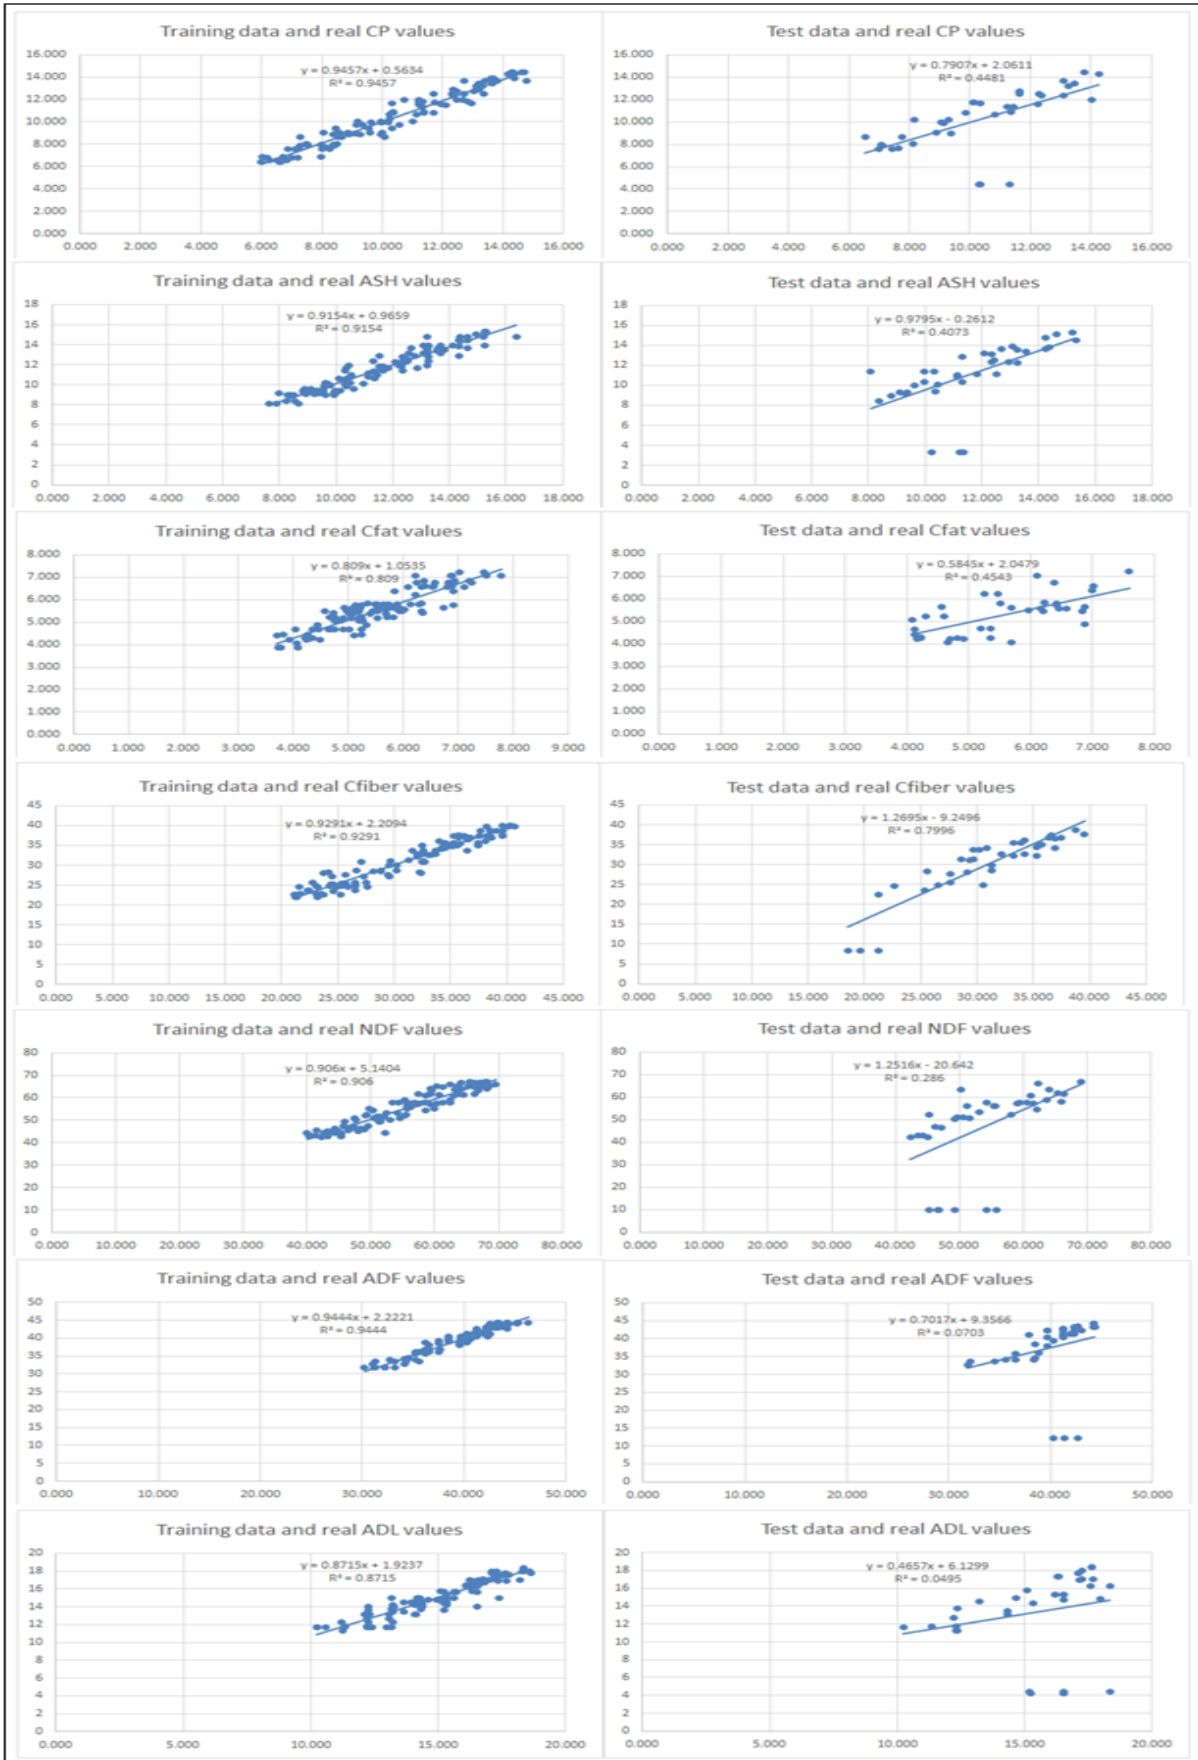 Training data and real CP values
y = 0.9457x + 0.5634
R² = 0.9457
16.000
14.000
12.000
10.000
8.000
6.000
4.000
2.000
0.000
0.000 2.000 4.000 6.000 8.000 10.000 12.000 14.000 16.000
Test data and real CP values
y = 0.7907x + 2.0611
R² = 0.4481
16.000
14.000
12.000
10.000
8.000
6.000
4.000
2.000
0.000
0.000 2.000 4.000 6.000 8.000 10.000 12.000 14.000 16.000
Training data and real ASH values
y = 0.9154x + 0.9659
R² = 0.9154
18
16
14
12
10
8
6
4
2
0
0.000 2.000 4.000 6.000 8.000 10.000 12.000 14.000 16.000 18.000
Test data and real ASH values
y = 0.9795x - 0.2612
R² = 0.4073
18
16
14
12
10
8
6
4
2
0
0.000 2.000 4.000 6.000 8.000 10.000 12.000 14.000 16.000 18.000
Training data and real Cfat values
y = 0.809x + 1.0535
R² = 0.809
8.000
7.000
6.000
5.000
4.000
3.000
2.000
1.000
0.000
0.000 1.000 2.000 3.000 4.000 5.000 6.000 7.000 8.000 9.000
Test data and real Cfat values
y = 0.5845x + 2.0479
R² = 0.4543
8.000
7.000
6.000
5.000
4.000
3.000
2.000
1.000
0.000
0.000 1.000 2.000 3.000 4.000 5.000 6.000 7.000 8.000
Training data and real Cfiber values
y = 0.9291x + 2.2094
R² = 0.9291
45
40
35
30
25
20
15
10
5
0
0.000 5.000 10.000 15.000 20.000 25.000 30.000 35.000 40.000 45.000
Test data and real Cfiber values
y = 1.2695x - 9.2496
R² = 0.7996
45
40
35
30
25
20
15
10
5
0
0.000 5.000 10.000 15.000 20.000 25.000 30.000 35.000 40.000 45.000
Training data and real NDF values
y = 0.906x + 5.1404
R² = 0.906
80
70
60
50
40
30
20
10
0
0.000 10.000 20.000 30.000 40.000 50.000 60.000 70.000 80.000
Test data and real NDF values
y = 1.2516x - 20.642
R² = 0.286
80
70
60
50
40
30
20
10
0
0.000 10.000 20.000 30.000 40.000 50.000 60.000 70.000 80.000
Training data and real ADF values
y = 0.9444x + 2.2221
R² = 0.9444
50
45
40
35
30
25
20
15
10
5
0
0.000 10.000 20.000 30.000 40.000 50.000
Test data and real ADF values
y = 0.7017x + 9.3566
R² = 0.0703
50
45
40
35
30
25
20
15
10
5
0
0.000 10.000 20.000 30.000 40.000 50.000
Training data and real ADL values
y = 0.8715x + 1.9237
R² = 0.8715
20
18
16
14
12
10
8
6
4
2
0
0.000 5.000 10.000 15.000 20.000
Test data and real ADL values
y = 0.4657x + 6.1299
R² = 0.0495
20
18
16
14
12
10
8
6
4
2
0
0.000 5.000 10.000 15.000 20.000